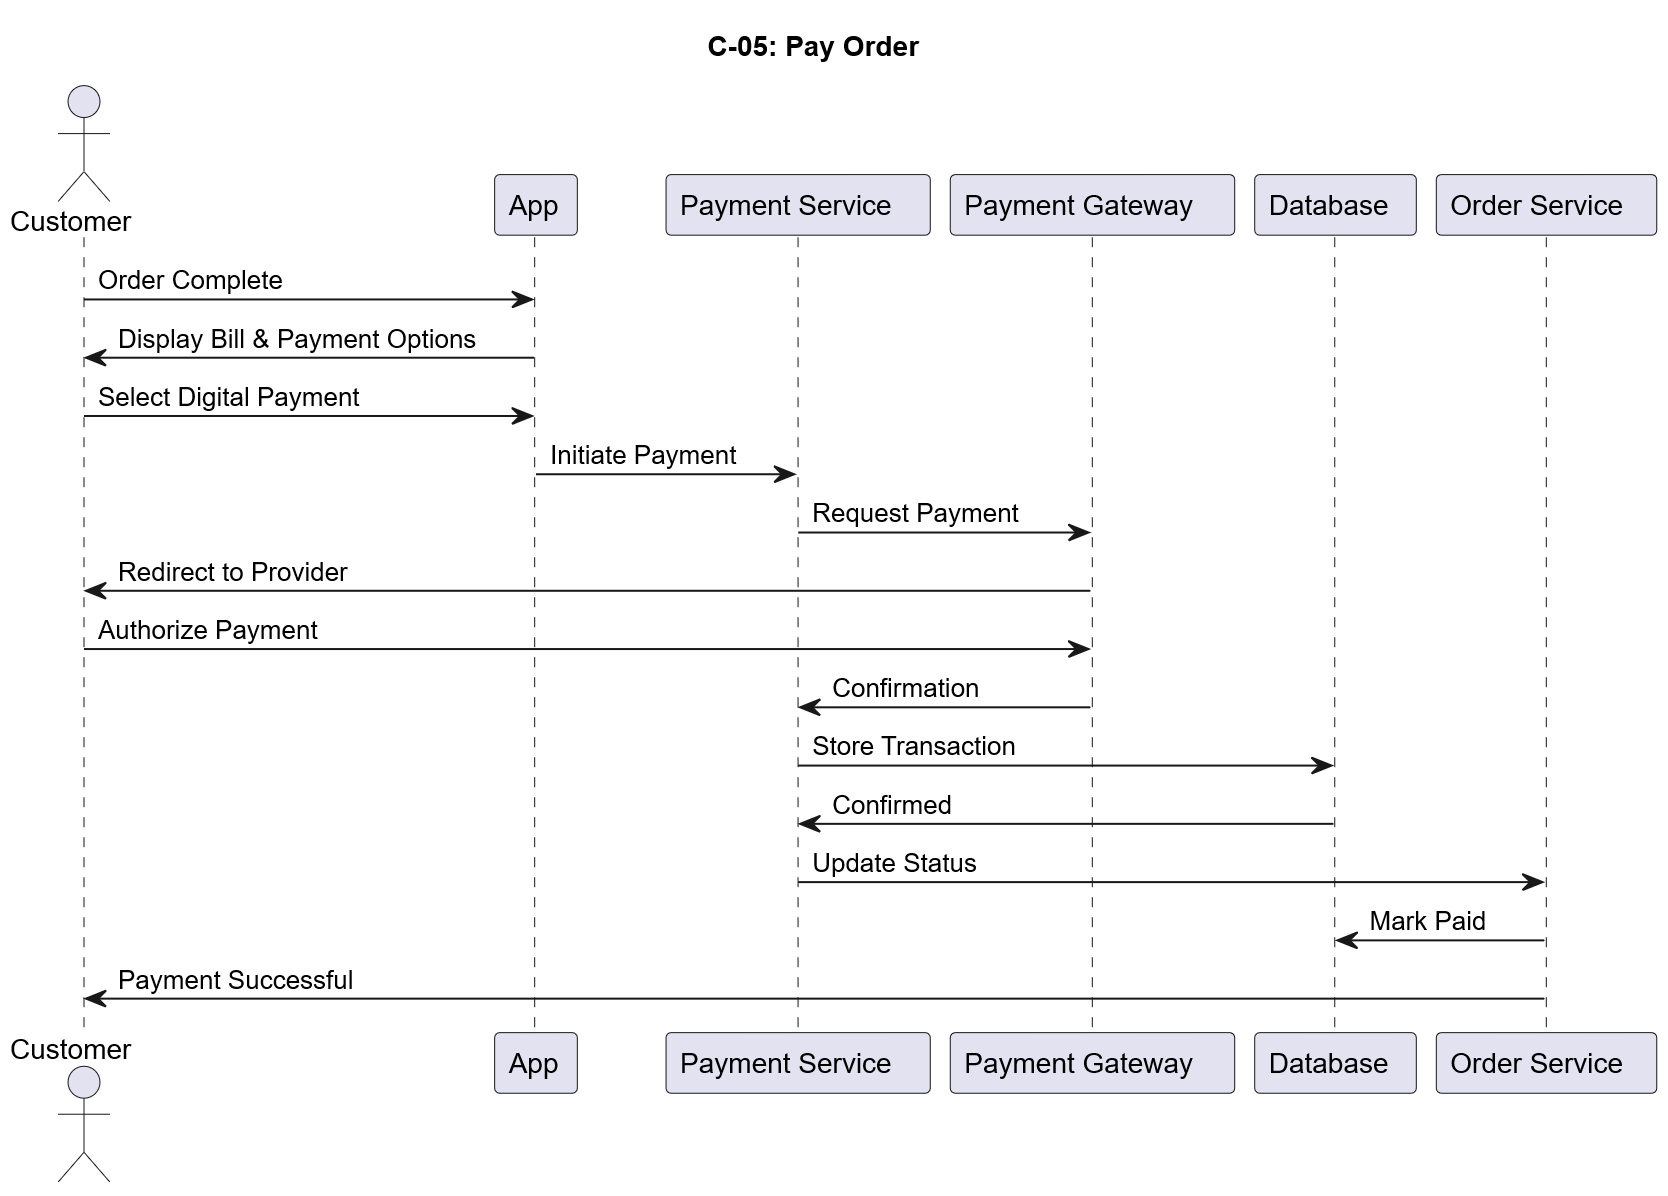 C-05: Pay Order
Customer
App
Payment Service
Payment Gateway
Database
Order Service
Order Complete
Display Bill & Payment Options
Select Digital Payment
Initiate Payment
Request Payment
Redirect to Provider
Authorize Payment
Confirmation
Store Transaction
Confirmed
Update Status
Mark Paid
Payment Successful
Customer
App
Payment Service
Payment Gateway
Database
Order Service